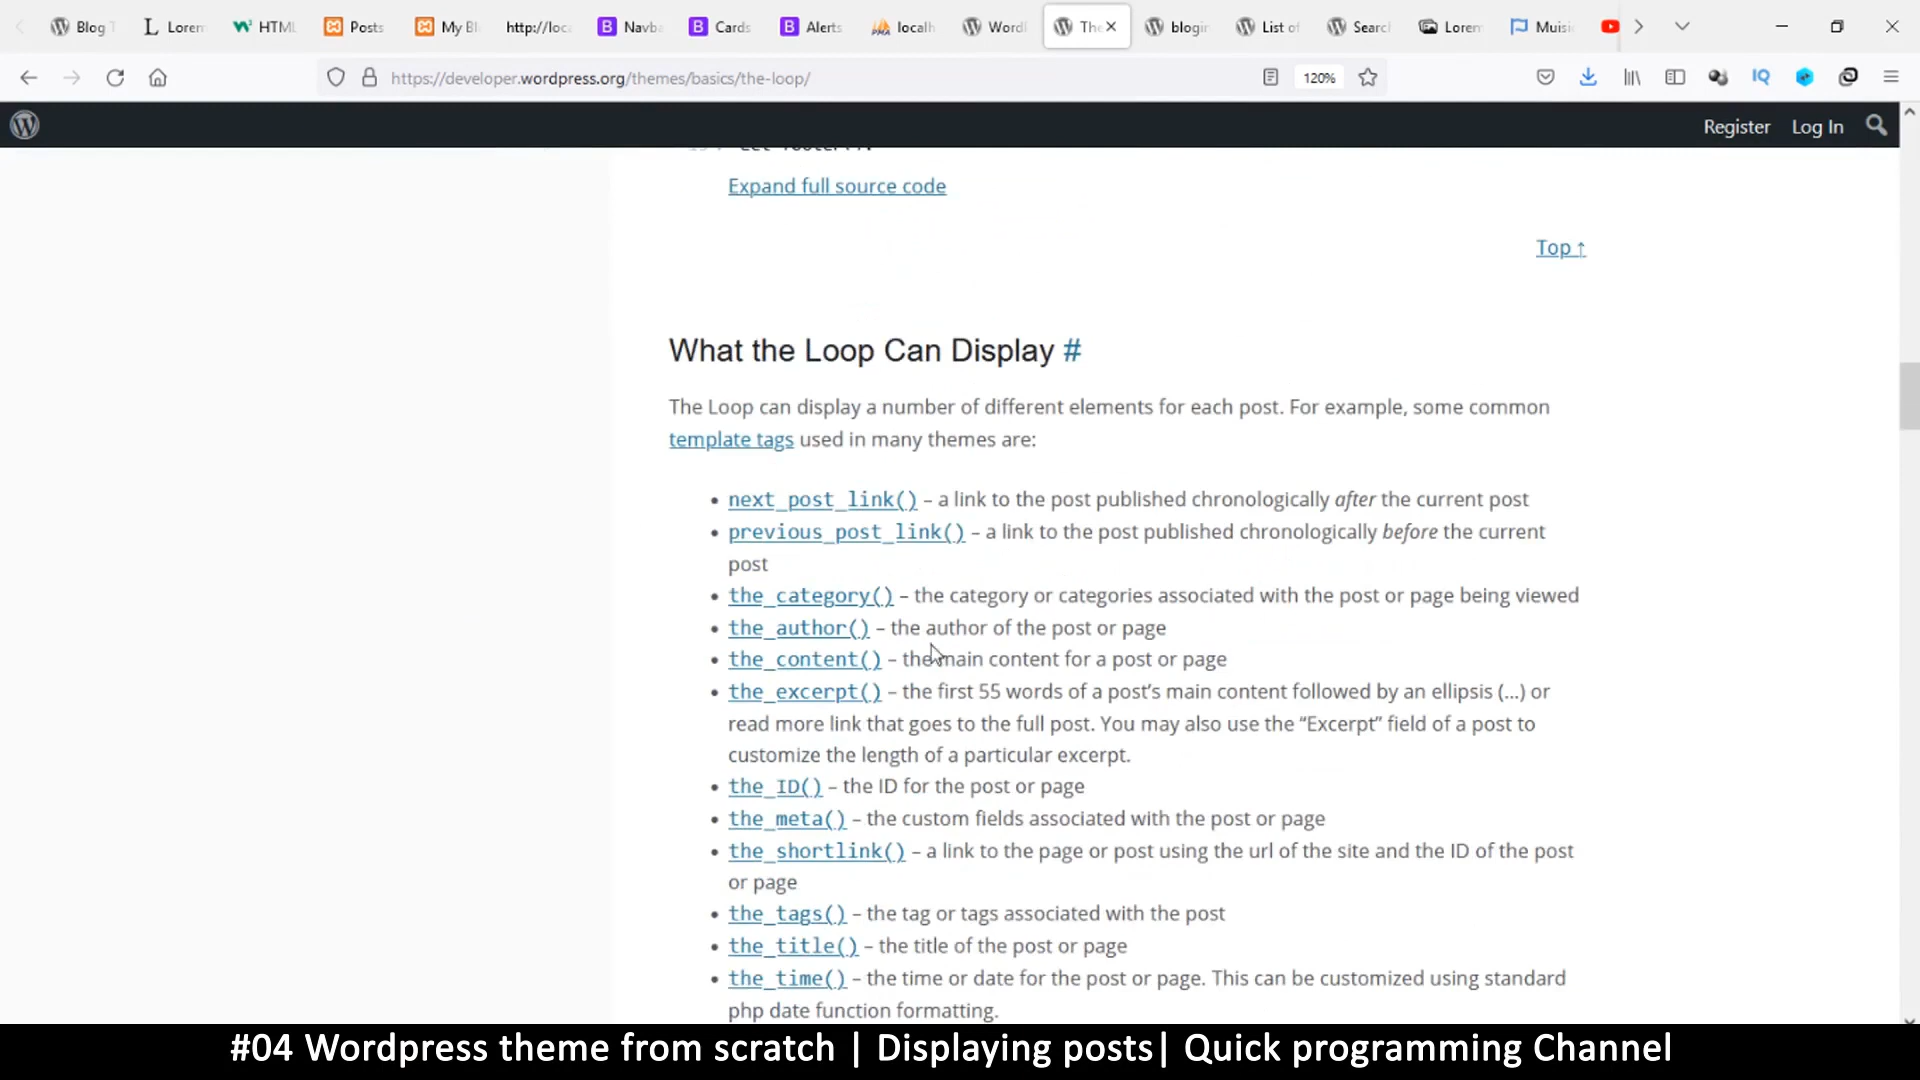 Blog T
Lorem
HTML
Posts
My Bl
http://loca
Navba
Cards
Alerts
localh
Word
The
blogin
List of
Search
Lorem
Muisi
https://developer.wordpress.org/themes/basics/the-loop/
120%
IQ
Register
Log In
Expand full source code
Top ↑
What the Loop Can Display #
The Loop can display a number of different elements for each post. For example, some common
template tags used in many themes are:
• next_post_link() – a link to the post published chronologically after the current post
• previous_post_link() – a link to the post published chronologically before the current
post
• the_category() – the category or categories associated with the post or page being viewed
• the_author() – the author of the post or page
• the_content() – the main content for a post or page
• the_excerpt() – the first 55 words of a post’s main content followed by an ellipsis (…) or
read more link that goes to the full post. You may also use the “Excerpt” field of a post to
customize the length of a particular excerpt.
• the_ID() – the ID for the post or page
• the_meta() – the custom fields associated with the post or page
• the_shortlink() – a link to the page or post using the url of the site and the ID of the post
or page
• the_tags() – the tag or tags associated with the post
• the_title() – the title of the post or page
• the_time() – the time or date for the post or page. This can be customized using standard
php date function formatting.
#04 Wordpress theme from scratch | Displaying posts| Quick programming Channel